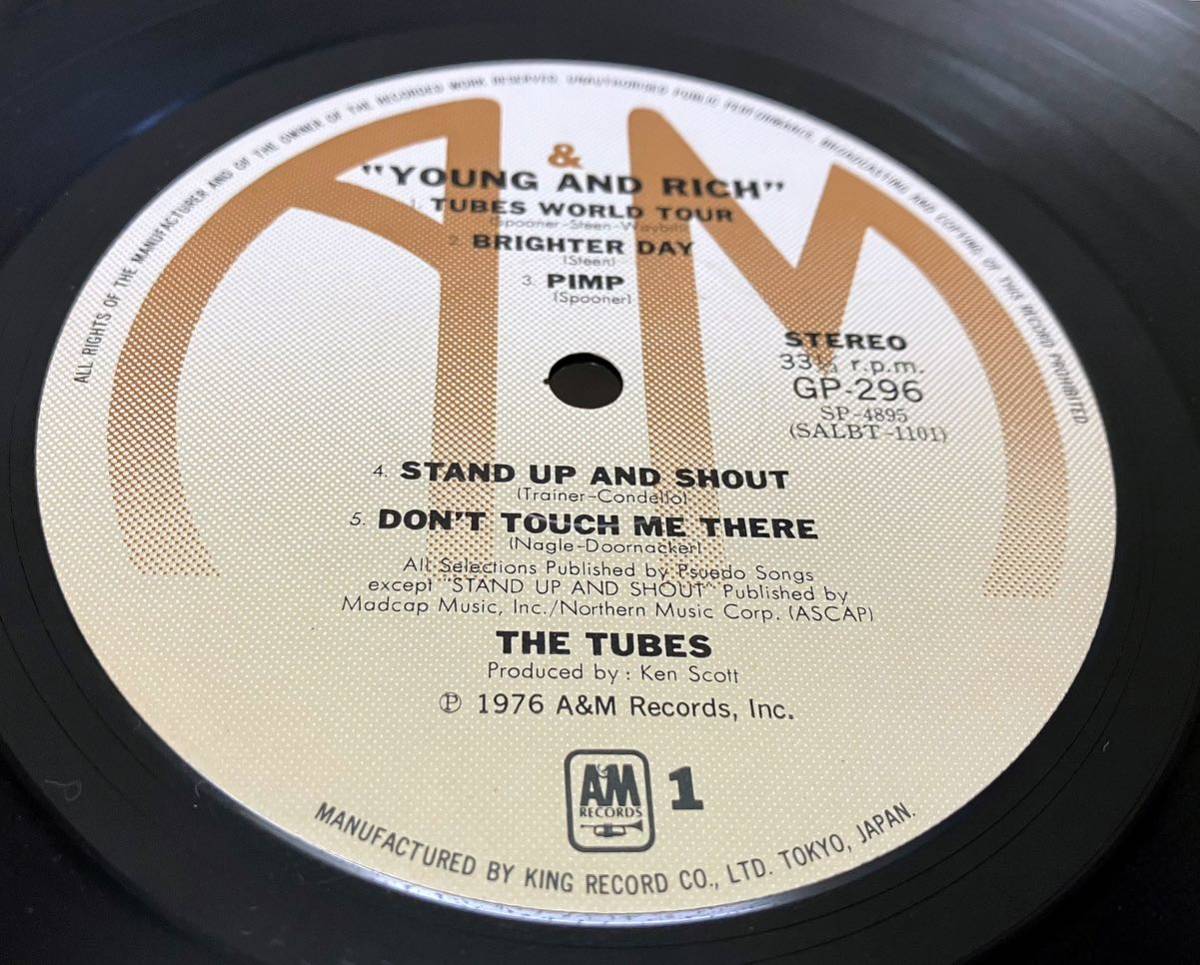 ALL RIGHTS OF THE MANUFACTURER AND OF THE OWNER OF THE RECORDED WORK RESERVED. UNAUTHORISED PUBLIC PERFORMANCE, BROADCASTING AND COPYING OF THIS RECORD PROHIBITED
A & M
"YOUNG AND RICH"
1. TUBES WORLD TOUR
(Spooner-Steen-Waybill)
2. BRIGHTER DAY
(Steen)
3. PIMP
(Spooner)
STEREO
33⅓ r.p.m.
GP-296
SP-4895
(SALBT-1101)
4. STAND UP AND SHOUT
(Trainer-Condello)
5. DON'T TOUCH ME THERE
(Nagle-Doornacker)
All Selections Published by Psuedo Songs
except "STAND UP AND SHOUT" Published by
Madcap Music, Inc./Northern Music Corp. (ASCAP)
THE TUBES
Produced by : Ken Scott
℗ 1976 A&M Records, Inc.
A&M
RECORDS
1
MANUFACTURED BY KING RECORD CO., LTD. TOKYO, JAPAN.